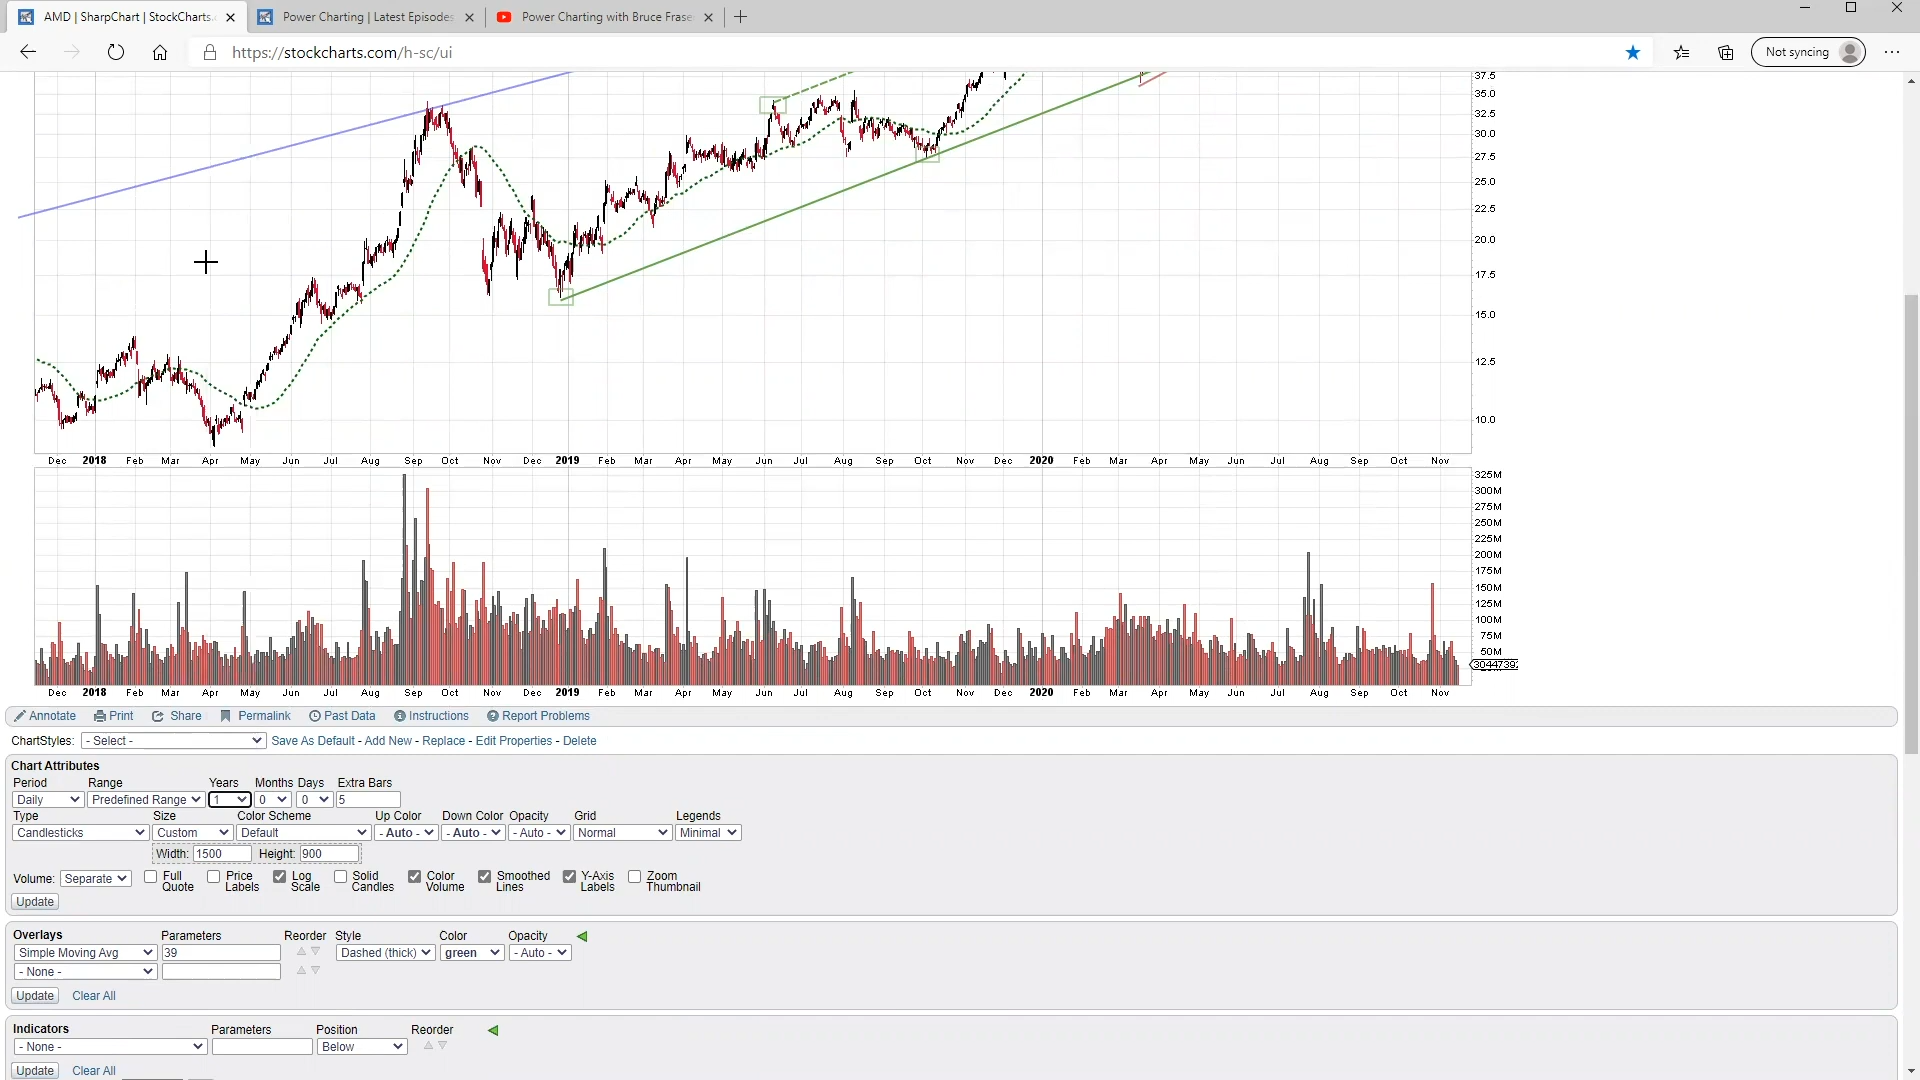 AMD | SharpChart | StockCharts.
Power Charting | Latest Episodes
Power Charting with Bruce Frase
https://stockcharts.com/h-sc/ui
Not syncing
37.5
35.0
32.5
30.0
27.5
25.0
22.5
20.0
17.5
15.0
12.5
10.0
Dec 2018 Feb Mar Apr May Jun Jul Aug Sep Oct Nov Dec 2019 Feb Mar Apr May Jun Jul Aug Sep Oct Nov Dec 2020 Feb Mar Apr May Jun Jul Aug Sep Oct Nov
325M
300M
275M
250M
225M
200M
175M
150M
125M
100M
75M
50M
30447392
Dec 2018 Feb Mar Apr May Jun Jul Aug Sep Oct Nov Dec 2019 Feb Mar Apr May Jun Jul Aug Sep Oct Nov Dec 2020 Feb Mar Apr May Jun Jul Aug Sep Oct Nov
Annotate Print Share Permalink Past Data Instructions Report Problems
ChartStyles: - Select - Save As Default - Add New - Replace - Edit Properties - Delete
Chart Attributes
Period Range Years Months Days Extra Bars
Daily Predefined Range 1 0 0 5
Type Size Color Scheme Up Color Down Color Opacity Grid Legends
Candlesticks Custom Default - Auto - - Auto - - Auto - Normal Minimal
Width: 1500 Height: 900
Volume: Separate Full Quote Price Labels Log Scale Solid Candles Color Volume Smoothed Lines Y-Axis Labels Zoom Thumbnail
Update
Overlays Parameters Reorder Style Color Opacity
Simple Moving Avg 39 Dashed (thick) green - Auto -
- None -
Update Clear All
Indicators Parameters Position Reorder
- None - Below
Update Clear All